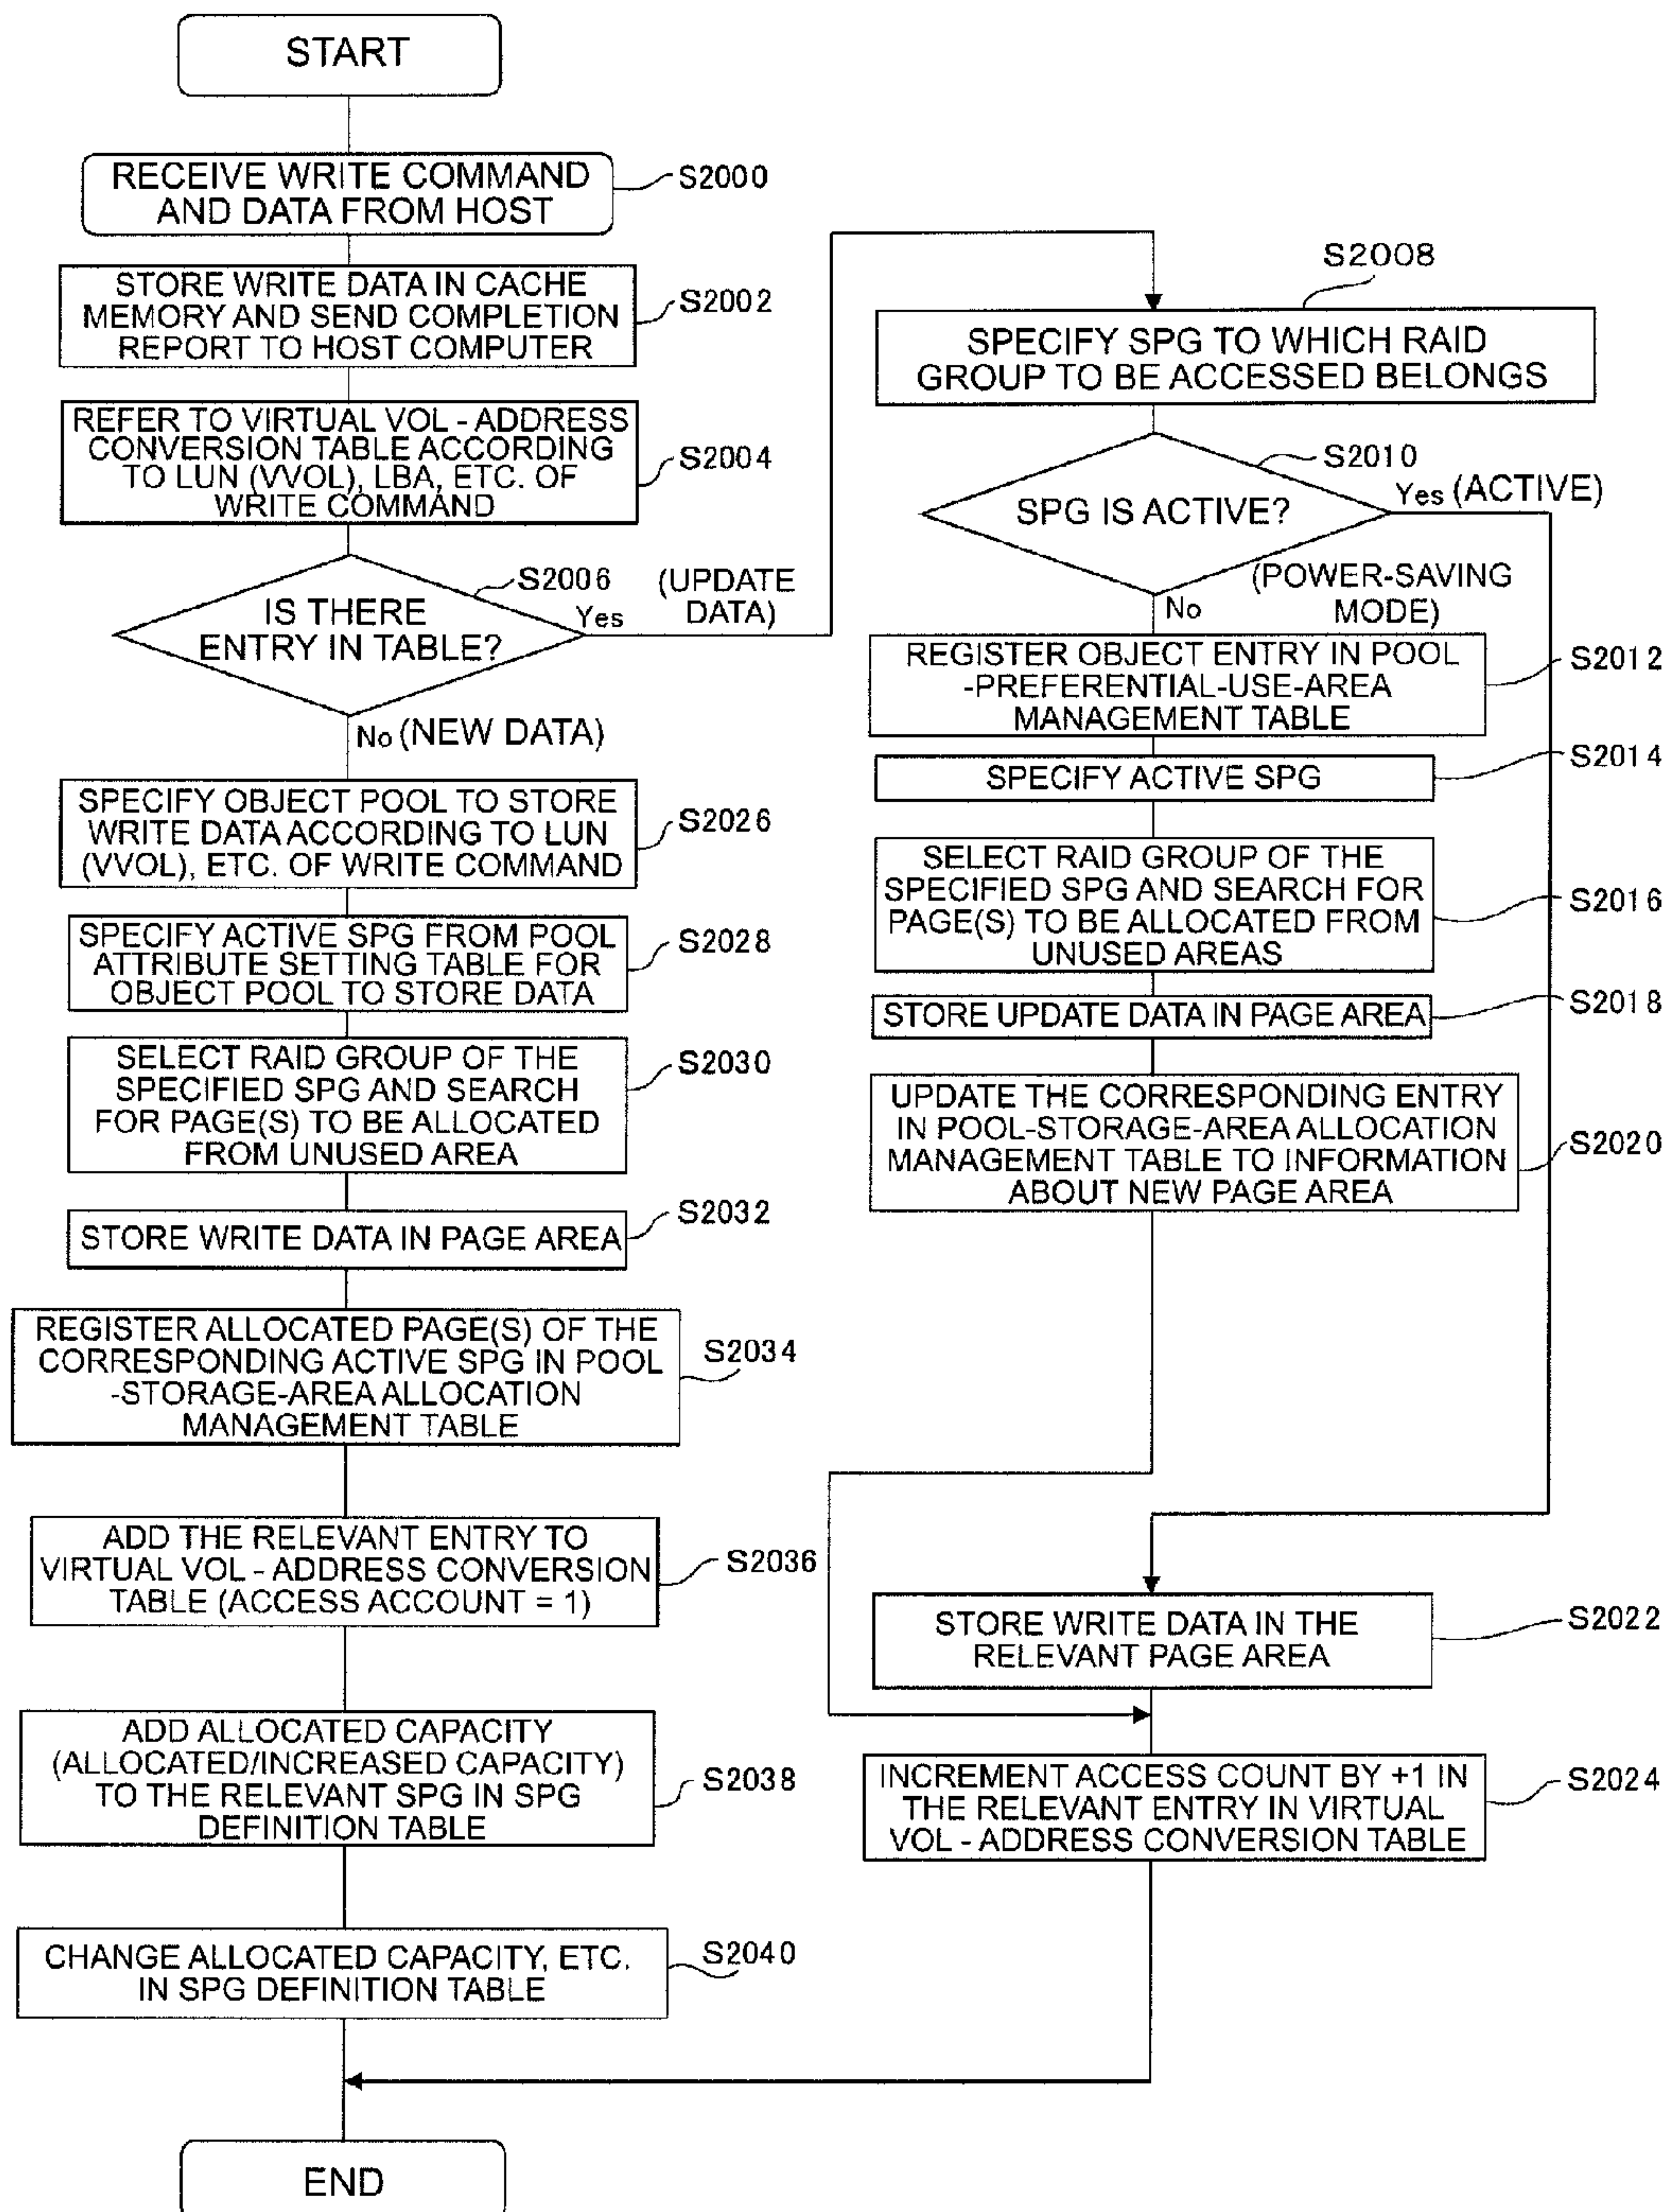 START
RECEIVE WRITE COMMAND
AND DATA FROM HOST
S2000
STORE WRITE DATA IN CACHE
MEMORY AND SEND COMPLETION
REPORT TO HOST COMPUTER
S2002
REFER TO VIRTUAL VOL - ADDRESS
CONVERSION TABLE ACCORDING
TO LUN (VVOL), LBA, ETC. OF
WRITE COMMAND
S2004
IS THERE
ENTRY IN TABLE?
S2006
Yes
(UPDATE
DATA)
No (NEW DATA)
SPECIFY OBJECT POOL TO STORE
WRITE DATA ACCORDING TO LUN
(VVOL), ETC. OF WRITE COMMAND
S2026
SPECIFY ACTIVE SPG FROM POOL
ATTRIBUTE SETTING TABLE FOR
OBJECT POOL TO STORE DATA
S2028
SELECT RAID GROUP OF THE
SPECIFIED SPG AND SEARCH
FOR PAGE(S) TO BE ALLOCATED
FROM UNUSED AREA
S2030
STORE WRITE DATA IN PAGE AREA
S2032
REGISTER ALLOCATED PAGE(S) OF THE
CORRESPONDING ACTIVE SPG IN POOL
-STORAGE-AREA ALLOCATION
MANAGEMENT TABLE
S2034
ADD THE RELEVANT ENTRY TO
VIRTUAL VOL - ADDRESS CONVERSION
TABLE (ACCESS ACCOUNT = 1)
S2036
ADD ALLOCATED CAPACITY
(ALLOCATED/INCREASED CAPACITY)
TO THE RELEVANT SPG IN SPG
DEFINITION TABLE
S2038
CHANGE ALLOCATED CAPACITY, ETC.
IN SPG DEFINITION TABLE
S2040
END
S2008
SPECIFY SPG TO WHICH RAID
GROUP TO BE ACCESSED BELONGS
S2010
SPG IS ACTIVE?
Yes (ACTIVE)
(POWER-SAVING
MODE)
No
REGISTER OBJECT ENTRY IN POOL
-PREFERENTIAL-USE-AREA
MANAGEMENT TABLE
S2012
SPECIFY ACTIVE SPG
S2014
SELECT RAID GROUP OF THE
SPECIFIED SPG AND SEARCH FOR
PAGE(S) TO BE ALLOCATED FROM
UNUSED AREAS
S2016
STORE UPDATE DATA IN PAGE AREA
S2018
UPDATE THE CORRESPONDING ENTRY
IN POOL-STORAGE-AREA ALLOCATION
MANAGEMENT TABLE TO INFORMATION
ABOUT NEW PAGE AREA
S2020
STORE WRITE DATA IN THE
RELEVANT PAGE AREA
S2022
INCREMENT ACCESS COUNT BY +1 IN
THE RELEVANT ENTRY IN VIRTUAL
VOL - ADDRESS CONVERSION TABLE
S2024